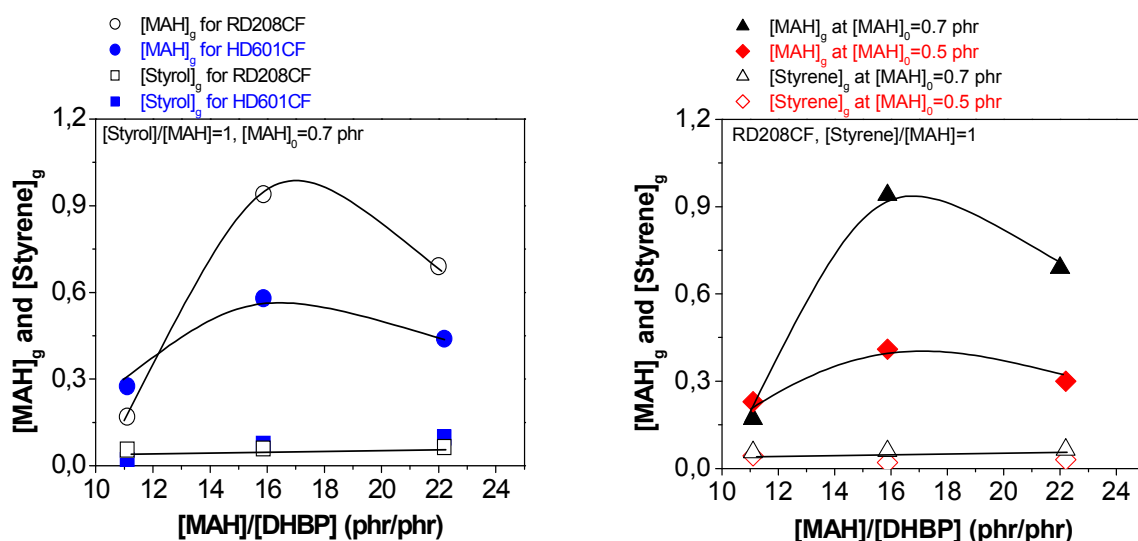 [MAH]g for RD208CF
[MAH]g for HD601CF
[Styrol]g for RD208CF
[Styrol]g for HD601CF
[Styrol]/[MAH]=1, [MAH]0=0.7 phr
[MAH]g and [Styrene]g
1,2
0,9
0,6
0,3
0,0
10 12 14 16 18 20 22 24
[MAH]/[DHBP] (phr/phr)
[MAH]g at [MAH]0=0.7 phr
[MAH]g at [MAH]0=0.5 phr
[Styrene]g at [MAH]0=0.7 phr
[Styrene]g at [MAH]0=0.5 phr
RD208CF, [Styrene]/[MAH]=1
[MAH]g and [Styrene]g
1,2
0,9
0,6
0,3
0,0
10 12 14 16 18 20 22 24
[MAH]/[DHBP] (phr/phr)